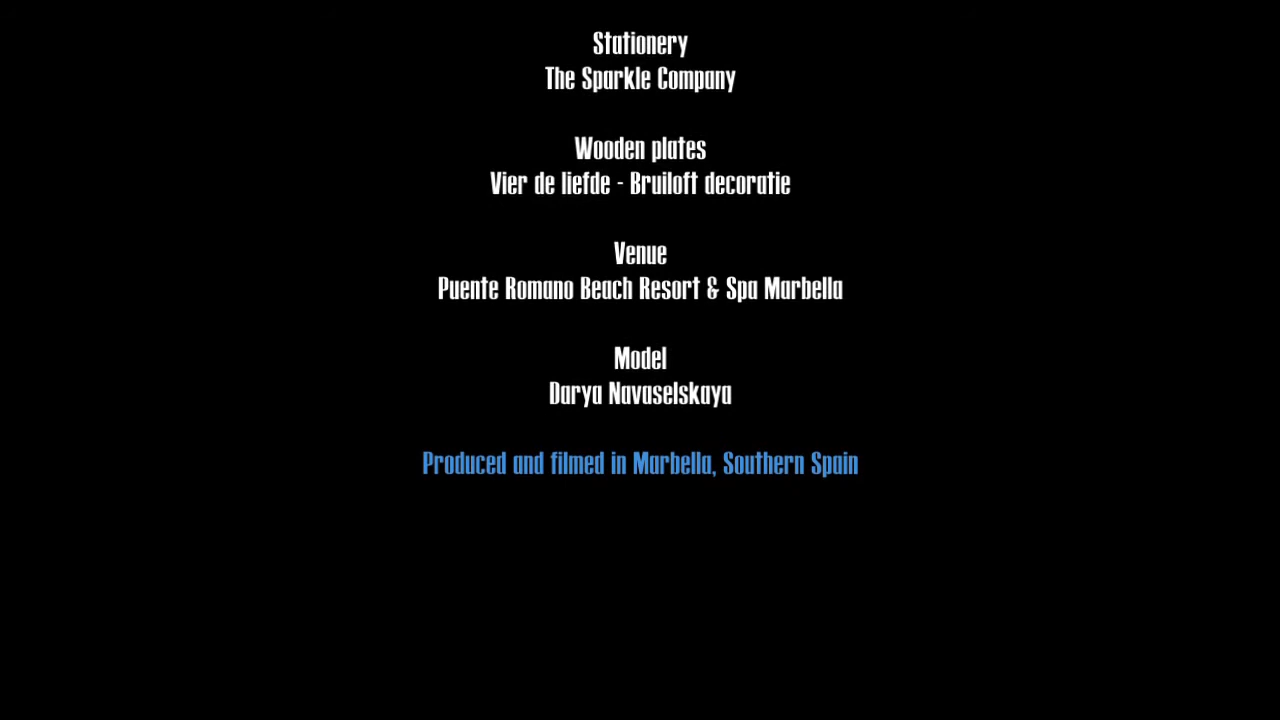 Stationery
The Sparkle Company
Wooden plates
Vier de liefde - Bruiloft decoratie
Venue
Puente Romano Beach Resort & Spa Marbella
Model
Darya Navaselskaya
Produced and filmed in Marbella, Southern Spain